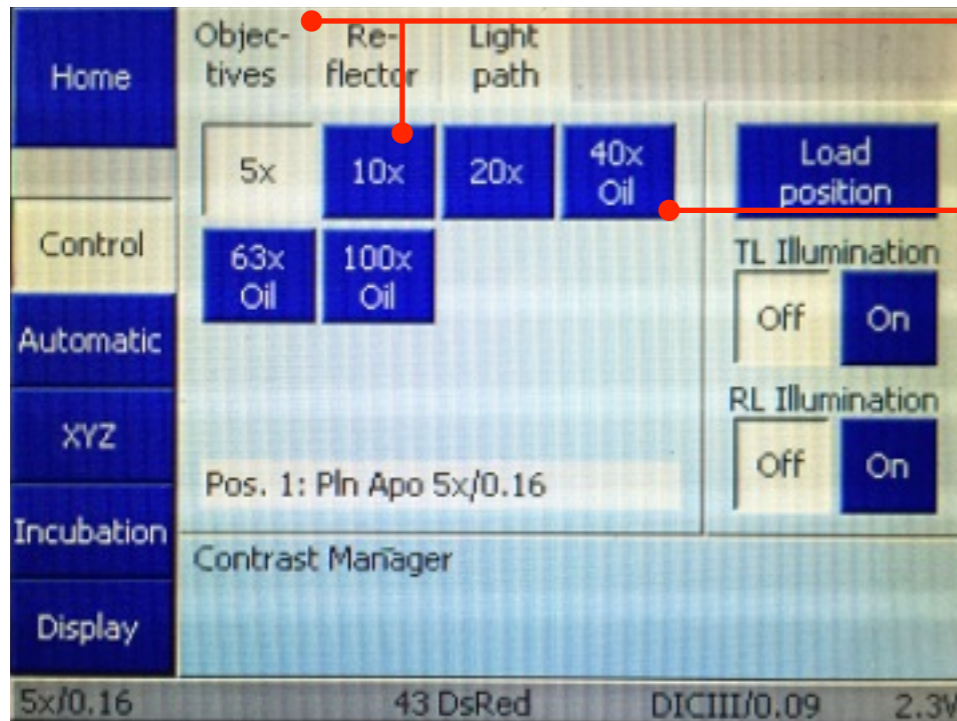 Home
Objec-
tives
Re-
flector
Light
path
5x
10x
20x
40x
Oil
63x
Oil
100x
Oil
Load
position
Control
TL Illumination
Off
On
Automatic
RL Illumination
Off
On
XYZ
Pos. 1: Pln Apo 5x/0.16
Incubation
Contrast Manager
Display
5x/0.16
43 DsRed
DICIII/0.09
2.3V